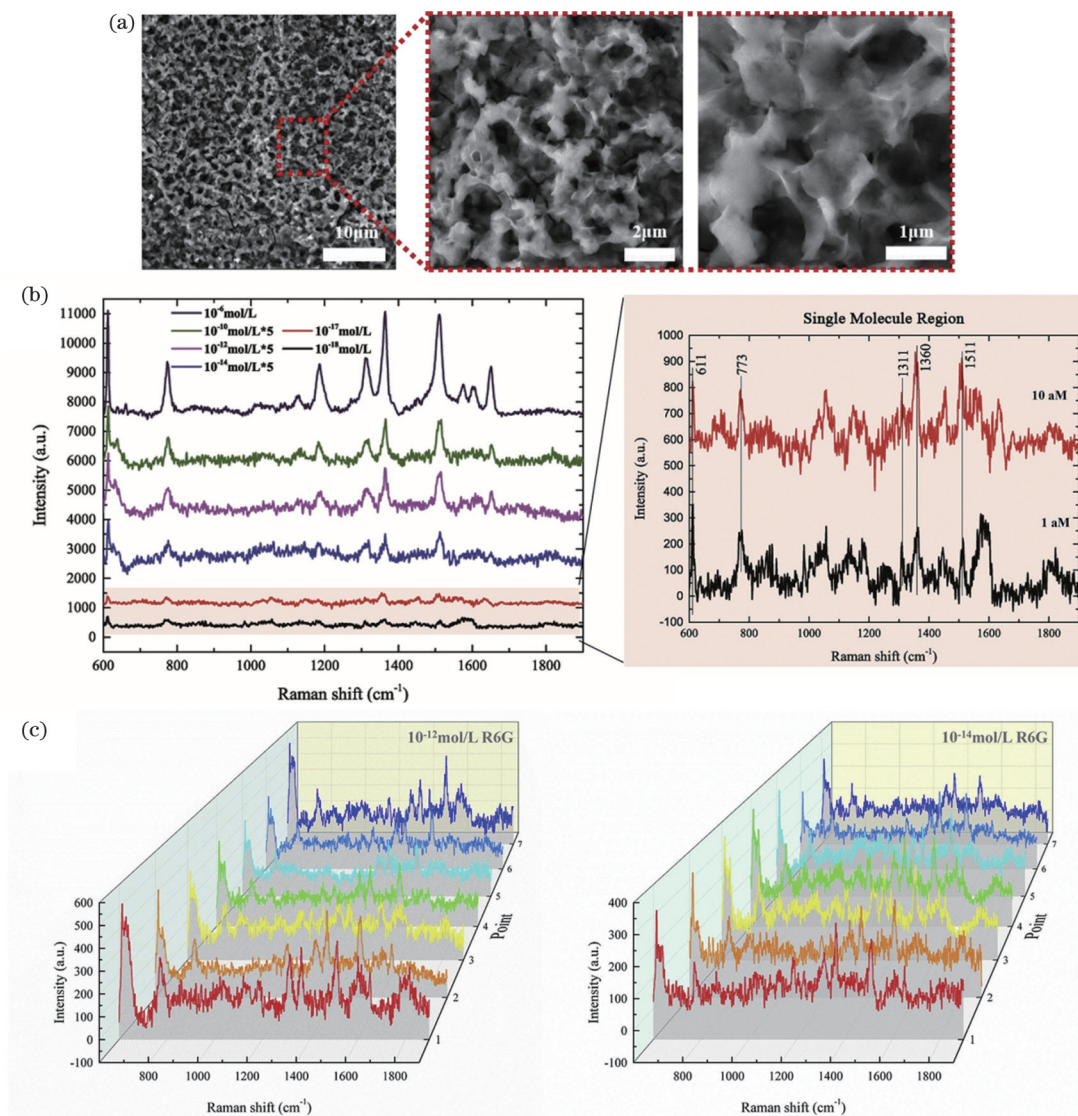 (a)
10μm
2μm
1μm
(b)
11000
10000
9000
8000
7000
6000
5000
4000
3000
2000
1000
0
Intensity (a.u.)
10⁻⁶mol/L
10⁻¹⁰mol/L*5
10⁻¹²mol/L*5
10⁻¹⁴mol/L*5
10⁻¹⁷mol/L
10⁻¹⁸mol/L
600 800 1000 1200 1400 1600 1800
Raman shift (cm⁻¹)
Single Molecule Region
1000
900
800
700
600
500
400
300
200
100
0
-100
Intensity (a.u.)
611
773
1311
1360
1511
10 aM
1 aM
600 800 1000 1200 1400 1600 1800
Raman shift (cm⁻¹)
(c)
10⁻¹²mol/L R6G
600
500
400
300
200
100
0
-100
Intensity (a.u.)
800 1000 1200 1400 1600 1800
Raman shift (cm⁻¹)
1
2
3
4
5
6
7
Point
10⁻¹⁴mol/L R6G
400
300
200
100
0
-100
Intensity (a.u.)
800 1000 1200 1400 1600 1800
Raman shift (cm⁻¹)
1
2
3
4
5
6
7
Point